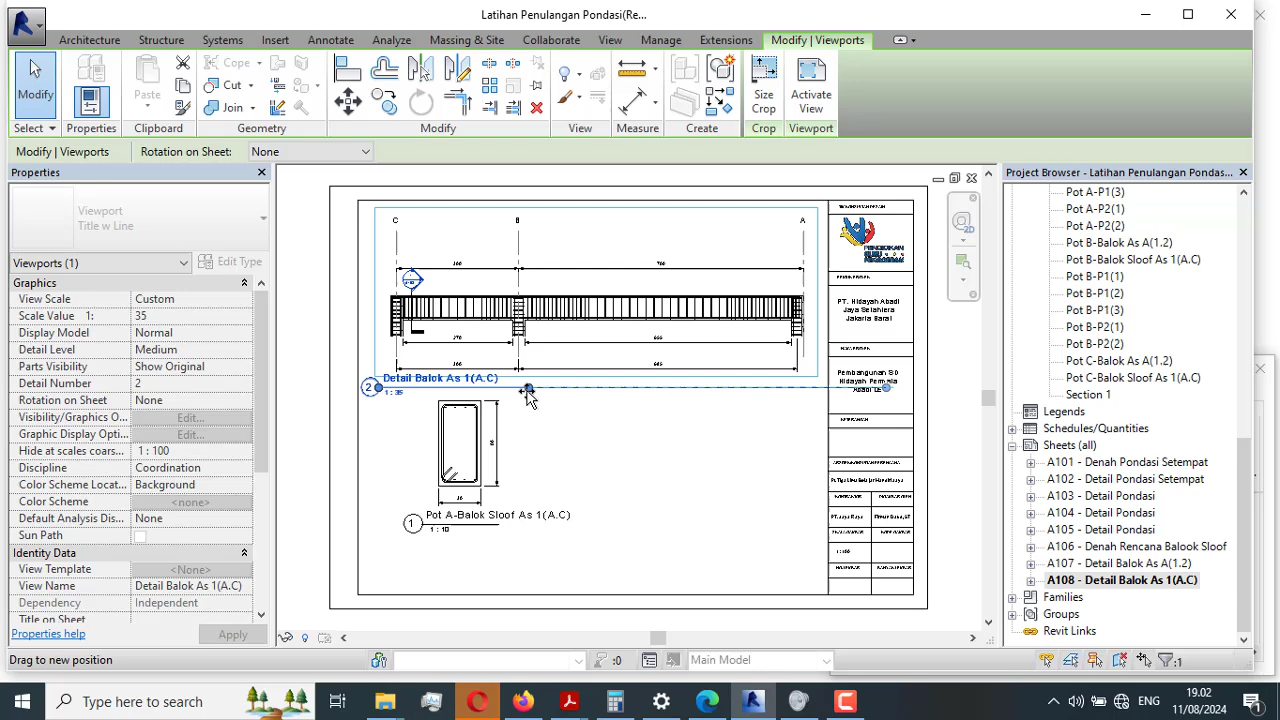 Latihan Penulangan Pondasi(Re...
Architecture Structure Systems Insert Annotate Analyze Massing & Site Collaborate View Manage Extensions Modify | Viewports
Modify Paste Cope Cut Join Size Crop Activate View
Select Properties Clipboard Geometry Modify View Measure Create Crop Viewport
Modify | Viewports Rotation on Sheet: None
Properties
Viewport
Title w Line
Viewports (1) Edit Type
Graphics
View Scale Custom
Scale Value 1: 35
Display Model Normal
Detail Level Medium
Parts Visibility Show Original
Detail Number 2
Rotation on Sheet None
Visibility/Graphics O... Edit...
Graphic Display Opti... Edit...
Hide at scales coars... 1 : 100
Discipline Coordination
Color Scheme Locat... Background
Color Scheme <none>
Default Analysis Dis... None
Sun Path
Identity Data
View Template <None>
View Name Detail Balok As 1(A.C)
Dependency Independent
Title on Sheet
Properties help Apply
C B A
2 Detail Balok As 1(A.C)
1 : 35
1 Pot A-Balok Sloof As 1(A.C)
1 : 10
PT. Hidayah Abadi
Jaya Selanjera
Jakarta Barat
Pembangunan SD
1 : 100
Project Browser - Latihan Penulangan Pondas...
Pot A-P1(3)
Pot A-P2(1)
Pot A-P2(2)
Pot B-Balok As A(1.2)
Pot B-Balok Sloof As 1(A.C)
Pot B-P1(1)
Pot B-P1(2)
Pot B-P1(3)
Pot B-P2(1)
Pot B-P2(2)
Pot C-Balok As A(1.2)
Pot C-Balok Sloof As 1(A.C)
Section 1
Legends
Schedules/Quantities
Sheets (all)
A101 - Denah Pondasi Setempat
A102 - Detail Pondasi Setempat
A103 - Detail Pondasi
A104 - Detail Pondasi
A105 - Detail Pondasi
A106 - Denah Rencana Balook Sloof
A107 - Detail Balok As A(1.2)
A108 - Detail Balok As 1(A.C)
Families
Groups
Revit Links
Drag to new position :0 Main Model :1
Type here to search ENG 19.02
11/08/2024